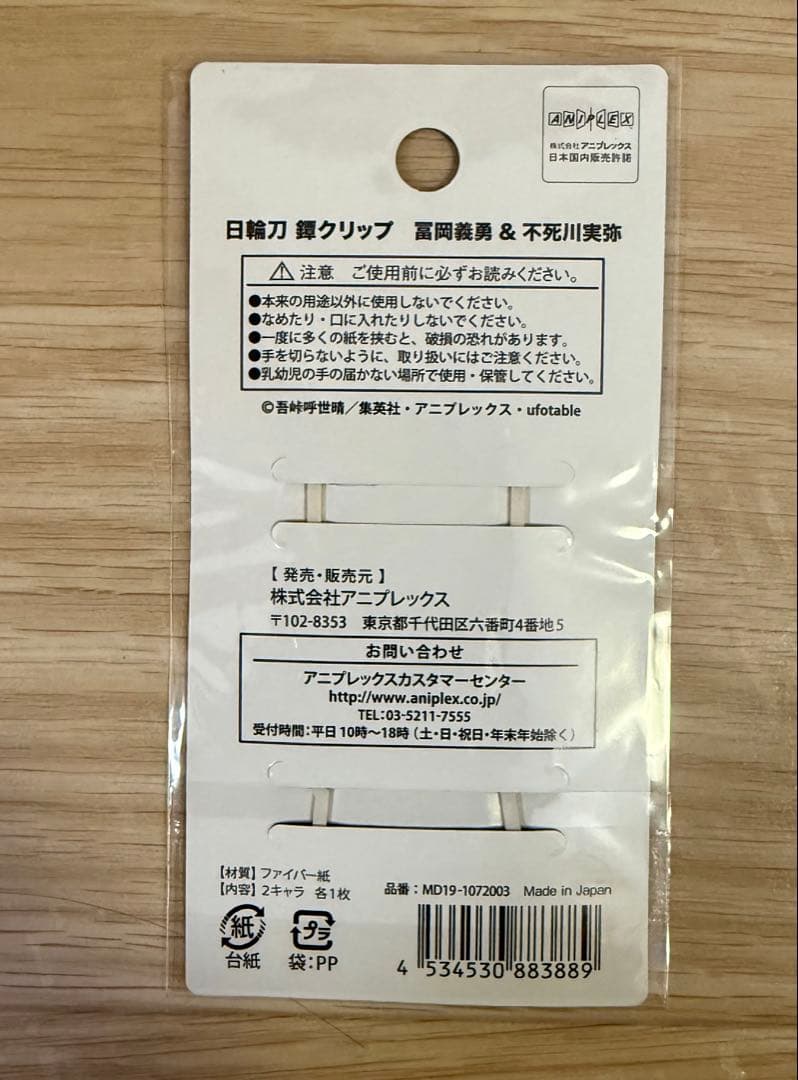 ANIPLEX
株式会社アニプレックス
日本国内販売許諾
日輪刀 鐔クリップ 冨岡義勇 & 不死川実弥
⚠注意 ご使用前に必ずお読みください。
●本来の用途以外に使用しないでください。
●なめたり・口に入れたりしないでください。
●一度に多くの紙を挟むと、破損の恐れがあります。
●手を切らないように、取り扱いにはご注意ください。
●乳幼児の手の届かない場所で使用・保管してください。
©吾峠呼世晴/集英社・アニプレックス・ufotable
【 発売・販売元 】
株式会社アニプレックス
〒102-8353 東京都千代田区六番町4番地5
お問い合わせ
アニプレックスカスタマーセンター
http://www.aniplex.co.jp/
TEL:03-5211-7555
受付時間:平日10時〜18時(土・日・祝日・年末年始除く)
【材質】ファイバー紙
【内容】2キャラ 各1枚
品番:MD19-1072003 Made in Japan
紙
台紙
プラ
袋:PP
4 534530 883889